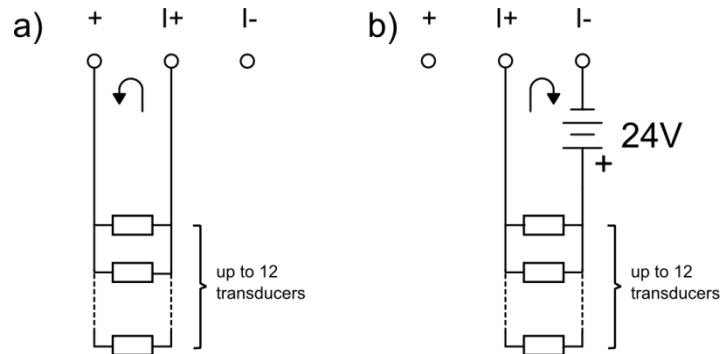 a) + I+ I-
up to 12
transducers
b) + I+ I-
24V
+
up to 12
transducers